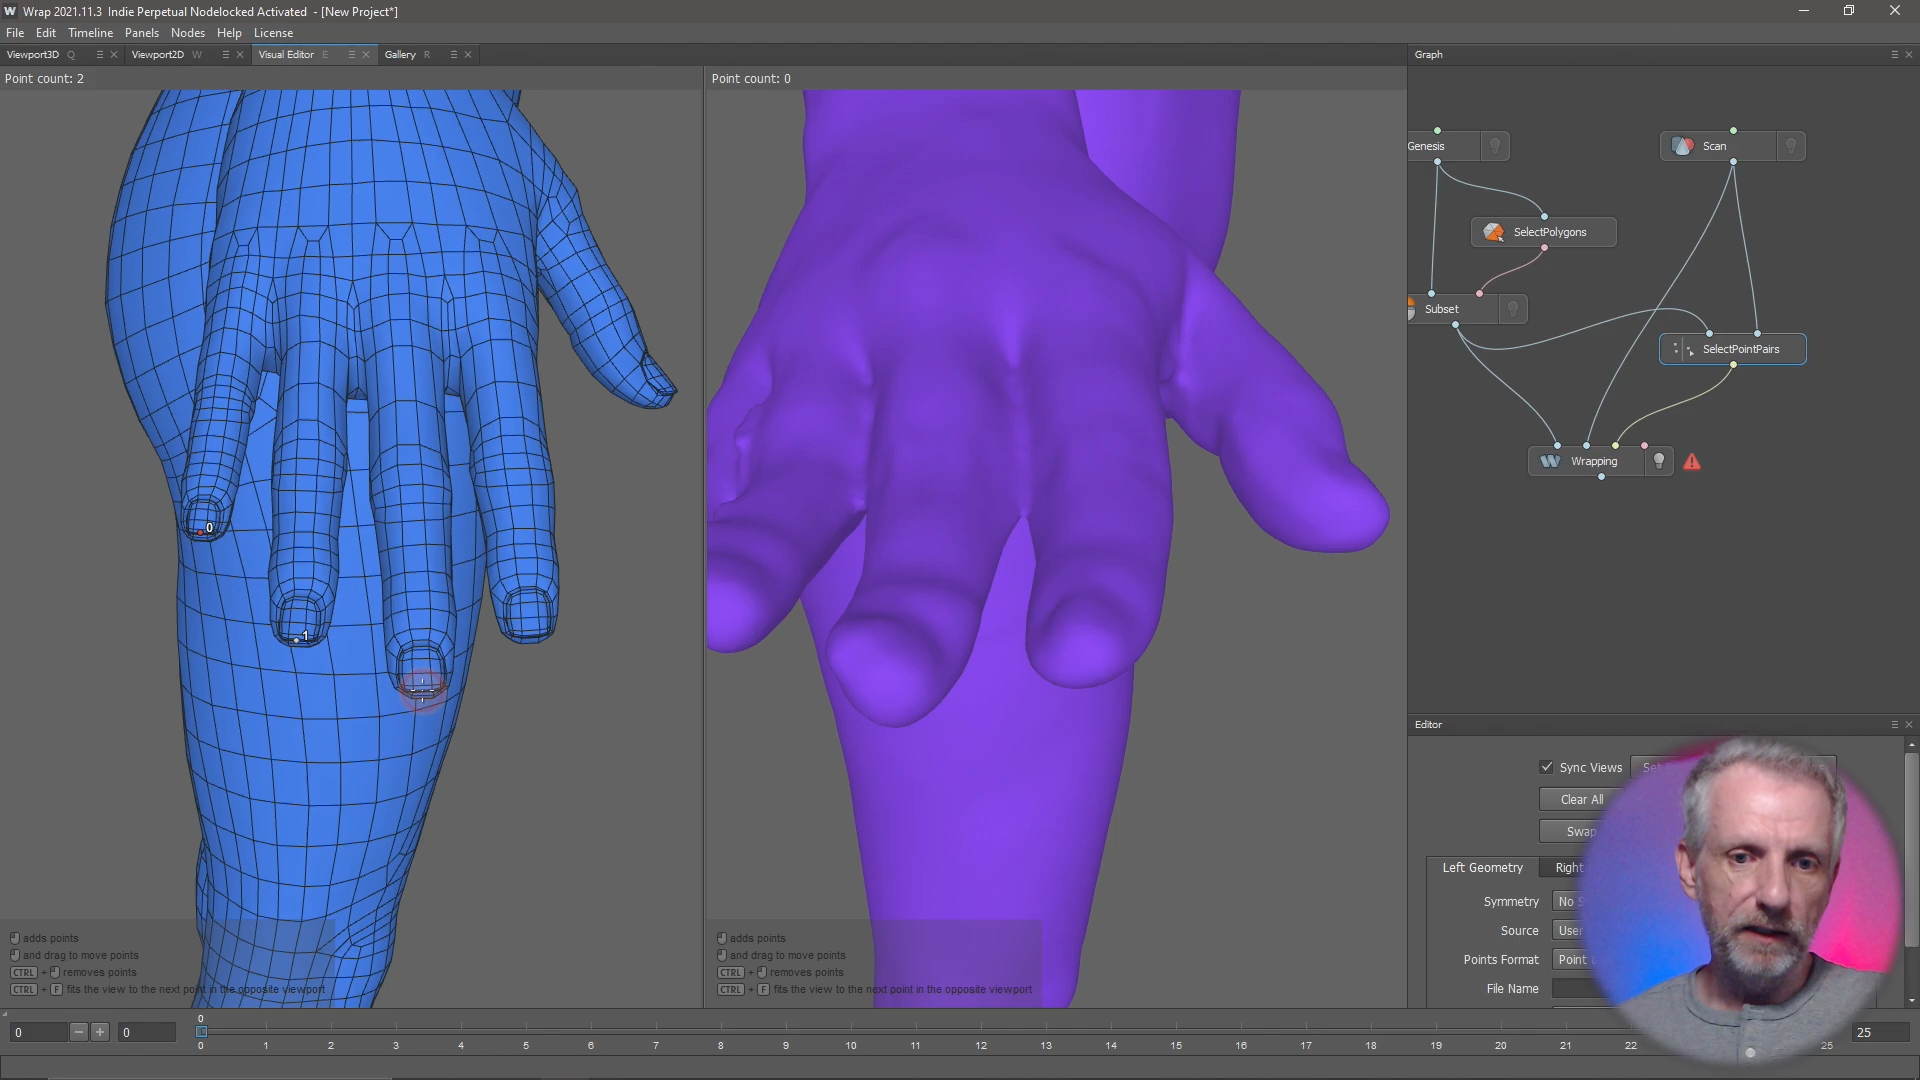 Wrap 2021.11.3 Indie Perpetual Nodelocked Activated - [New Project*]
File Edit Timeline Panels Nodes Help License
Viewport3D Q Viewport2D W Visual Editor E Gallery R Graph
Point count: 2 Point count: 0
Genesis Scan
SelectPolygons
Subset
SelectPointPairs
Wrapping
0
1
Editor
Sync Views
Clear All
Swap
Left Geometry Right
Symmetry No S
Source User
Points Format Point
File Name
adds points
and drag to move points
CTRL + removes points
CTRL + F fits the view to the next point in the opposite viewport
adds points
and drag to move points
CTRL + removes points
CTRL + F fits the view to the next point in the opposite viewport
0 0 0 25
0 1 2 3 4 5 6 7 8 9 10 11 12 13 14 15 16 17 18 19 20 21 22 25